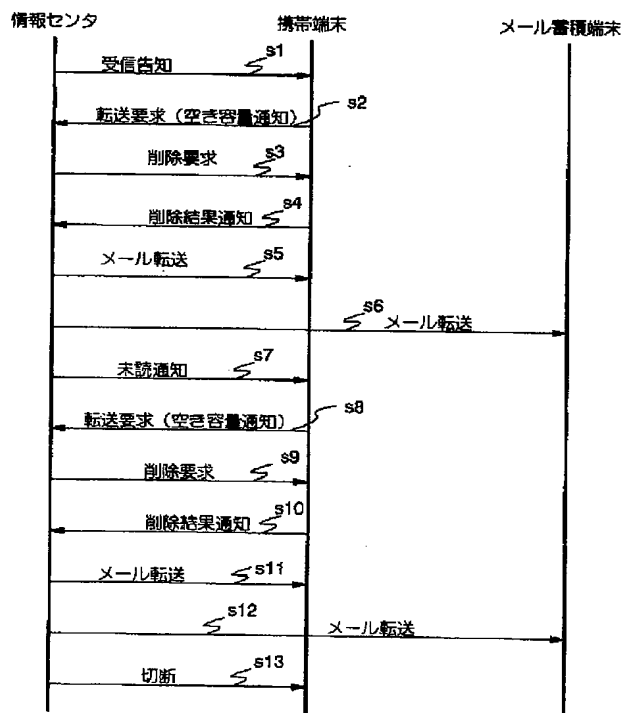 情報センタ
携帯端末
メール蓄積端末
s1
受信告知
s2
転送要求（空き容量通知）
s3
削除要求
s4
削除結果通知
s5
メール転送
s6
メール転送
s7
未読通知
s8
転送要求（空き容量通知）
s9
削除要求
s10
削除結果通知
s11
メール転送
s12
メール転送
s13
切断